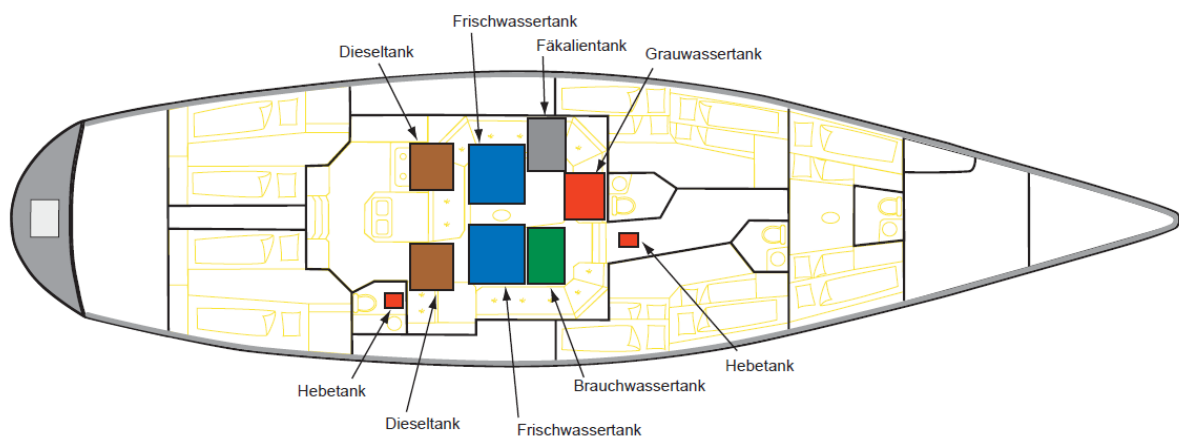 Frischwassertank
Fäkalientank
Dieseltank
Grauwassertank
Hebetank
Hebetank
Brauchwassertank
Dieseltank
Frischwassertank